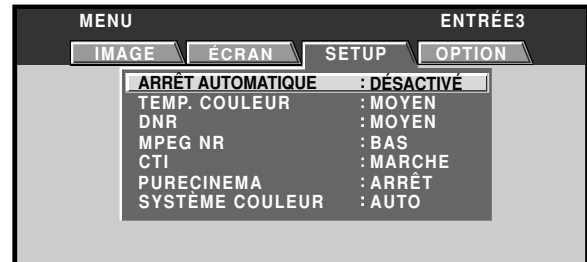 MENU ENTRÉE3
IMAGE ÉCRAN SETUP OPTION
ARRÊT AUTOMATIQUE : DÉSACTIVÉ
TEMP. COULEUR : MOYEN
DNR : MOYEN
MPEG NR : BAS
CTI : MARCHE
PURECINEMA : ARRÊT
SYSTÈME COULEUR : AUTO